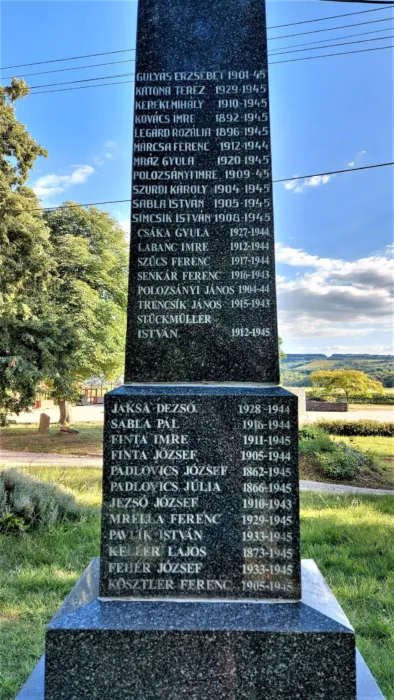 GULYÁS ERZSÉBET 1901-45
KATONA TERÉZ 1929-1945
KEREKI MIHÁLY 1910-1945
KOVÁCS IMRE 1892-1945
LEGÁRD ROZÁLIA 1896-1945
MARCSA FERENC 1912-1944
MRÁZ GYULA 1920-1945
POLOZSÁNYI IMRE 1909-45
SZURDI KÁROLY 1904-1945
SABLA ISTVÁN 1905-1945
SIMCSIK ISTVÁN 1908-1945
CSÁKA GYULA 1927-1944
LABANC IMRE 1912-1944
SZŰCS FERENC 1917-1944
SENKÁR FERENC 1916-1943
POLOZSÁNYI JÁNOS 1904-44
TRENCSIK JÁNOS 1915-1943
STÜCKMÜLLER
ISTVÁN 1912-1945
JAKSA DEZSŐ 1928-1944
SABLA PÁL 1916-1944
FINTA IMRE 1911-1945
FINTA JÓZSEF 1905-1944
PADLOVICS JÓZSEF 1862-1945
PADLOVICS JÚLIA 1866-1945
JEZSÓ JÓZSEF 1910-1943
MRELLA FERENC 1929-1945
PAVLIK ISTVÁN 1933-1945
KELLER LAJOS 1873-1945
FEHÉR JÓZSEF 1933-1945
KÖSZTLER FERENC 1905-1945